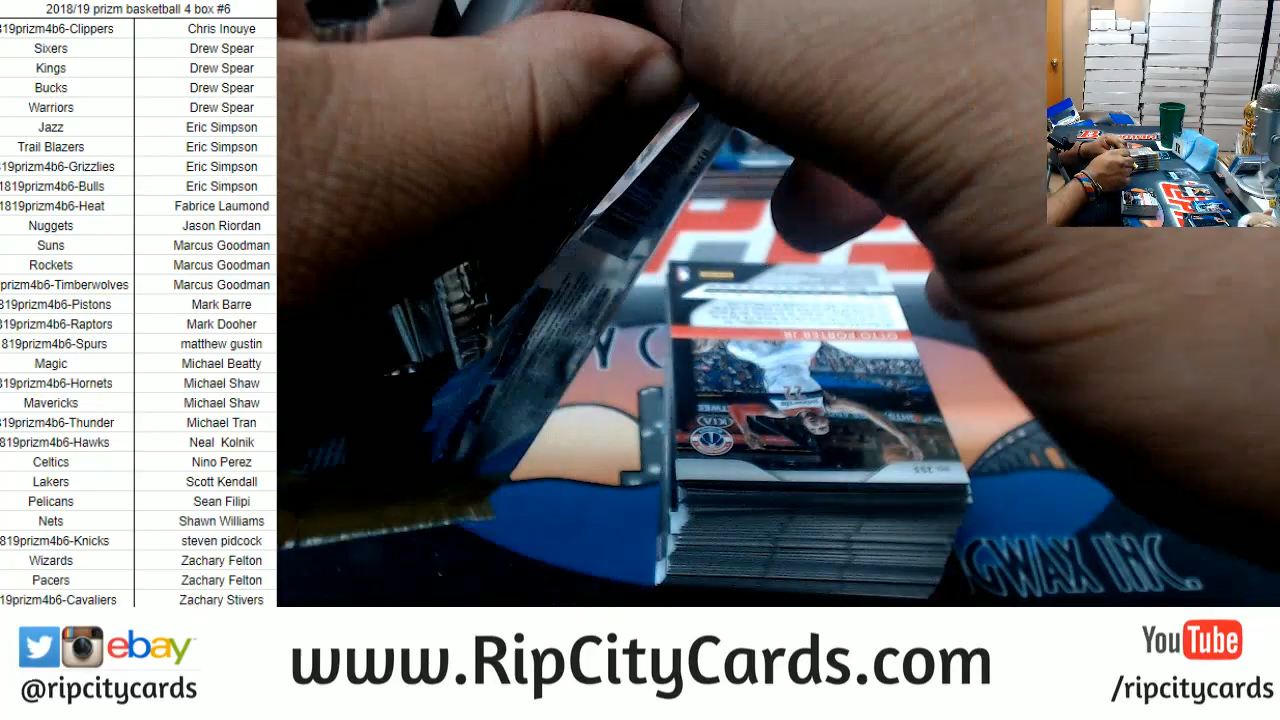 2018/19 prizm basketball 4 box #6
819prizm4b6-Clippers Chris Inouye
Sixers Drew Spear
Kings Drew Spear
Bucks Drew Spear
Warriors Drew Spear
Jazz Eric Simpson
Trail Blazers Eric Simpson
819prizm4b6-Grizzlies Eric Simpson
1819prizm4b6-Bulls Eric Simpson
1819prizm4b6-Heat Fabrice Laumond
Nuggets Jason Riordan
Suns Marcus Goodman
Rockets Marcus Goodman
prizm4b6-Timberwolves Marcus Goodman
819prizm4b6-Pistons Mark Barre
819prizm4b6-Raptors Mark Dooher
819prizm4b6-Spurs matthew gustin
Magic Michael Beatty
819prizm4b6-Hornets Michael Shaw
Mavericks Michael Shaw
819prizm4b6-Thunder Michael Tran
819prizm4b6-Hawks Neal Kolnik
Celtics Nino Perez
Lakers Scott Kendall
Pelicans Sean Filipi
Nets Shawn Williams
819prizm4b6-Knicks steven pidcock
Wizards Zachary Felton
Pacers Zachary Felton
19prizm4b6-Cavaliers Zachary Stivers
OTTO PORTER JR
KIA
GWAX INC.
ebay
@ripcitycards
www.RipCityCards.com
YouTube
/ripcitycards